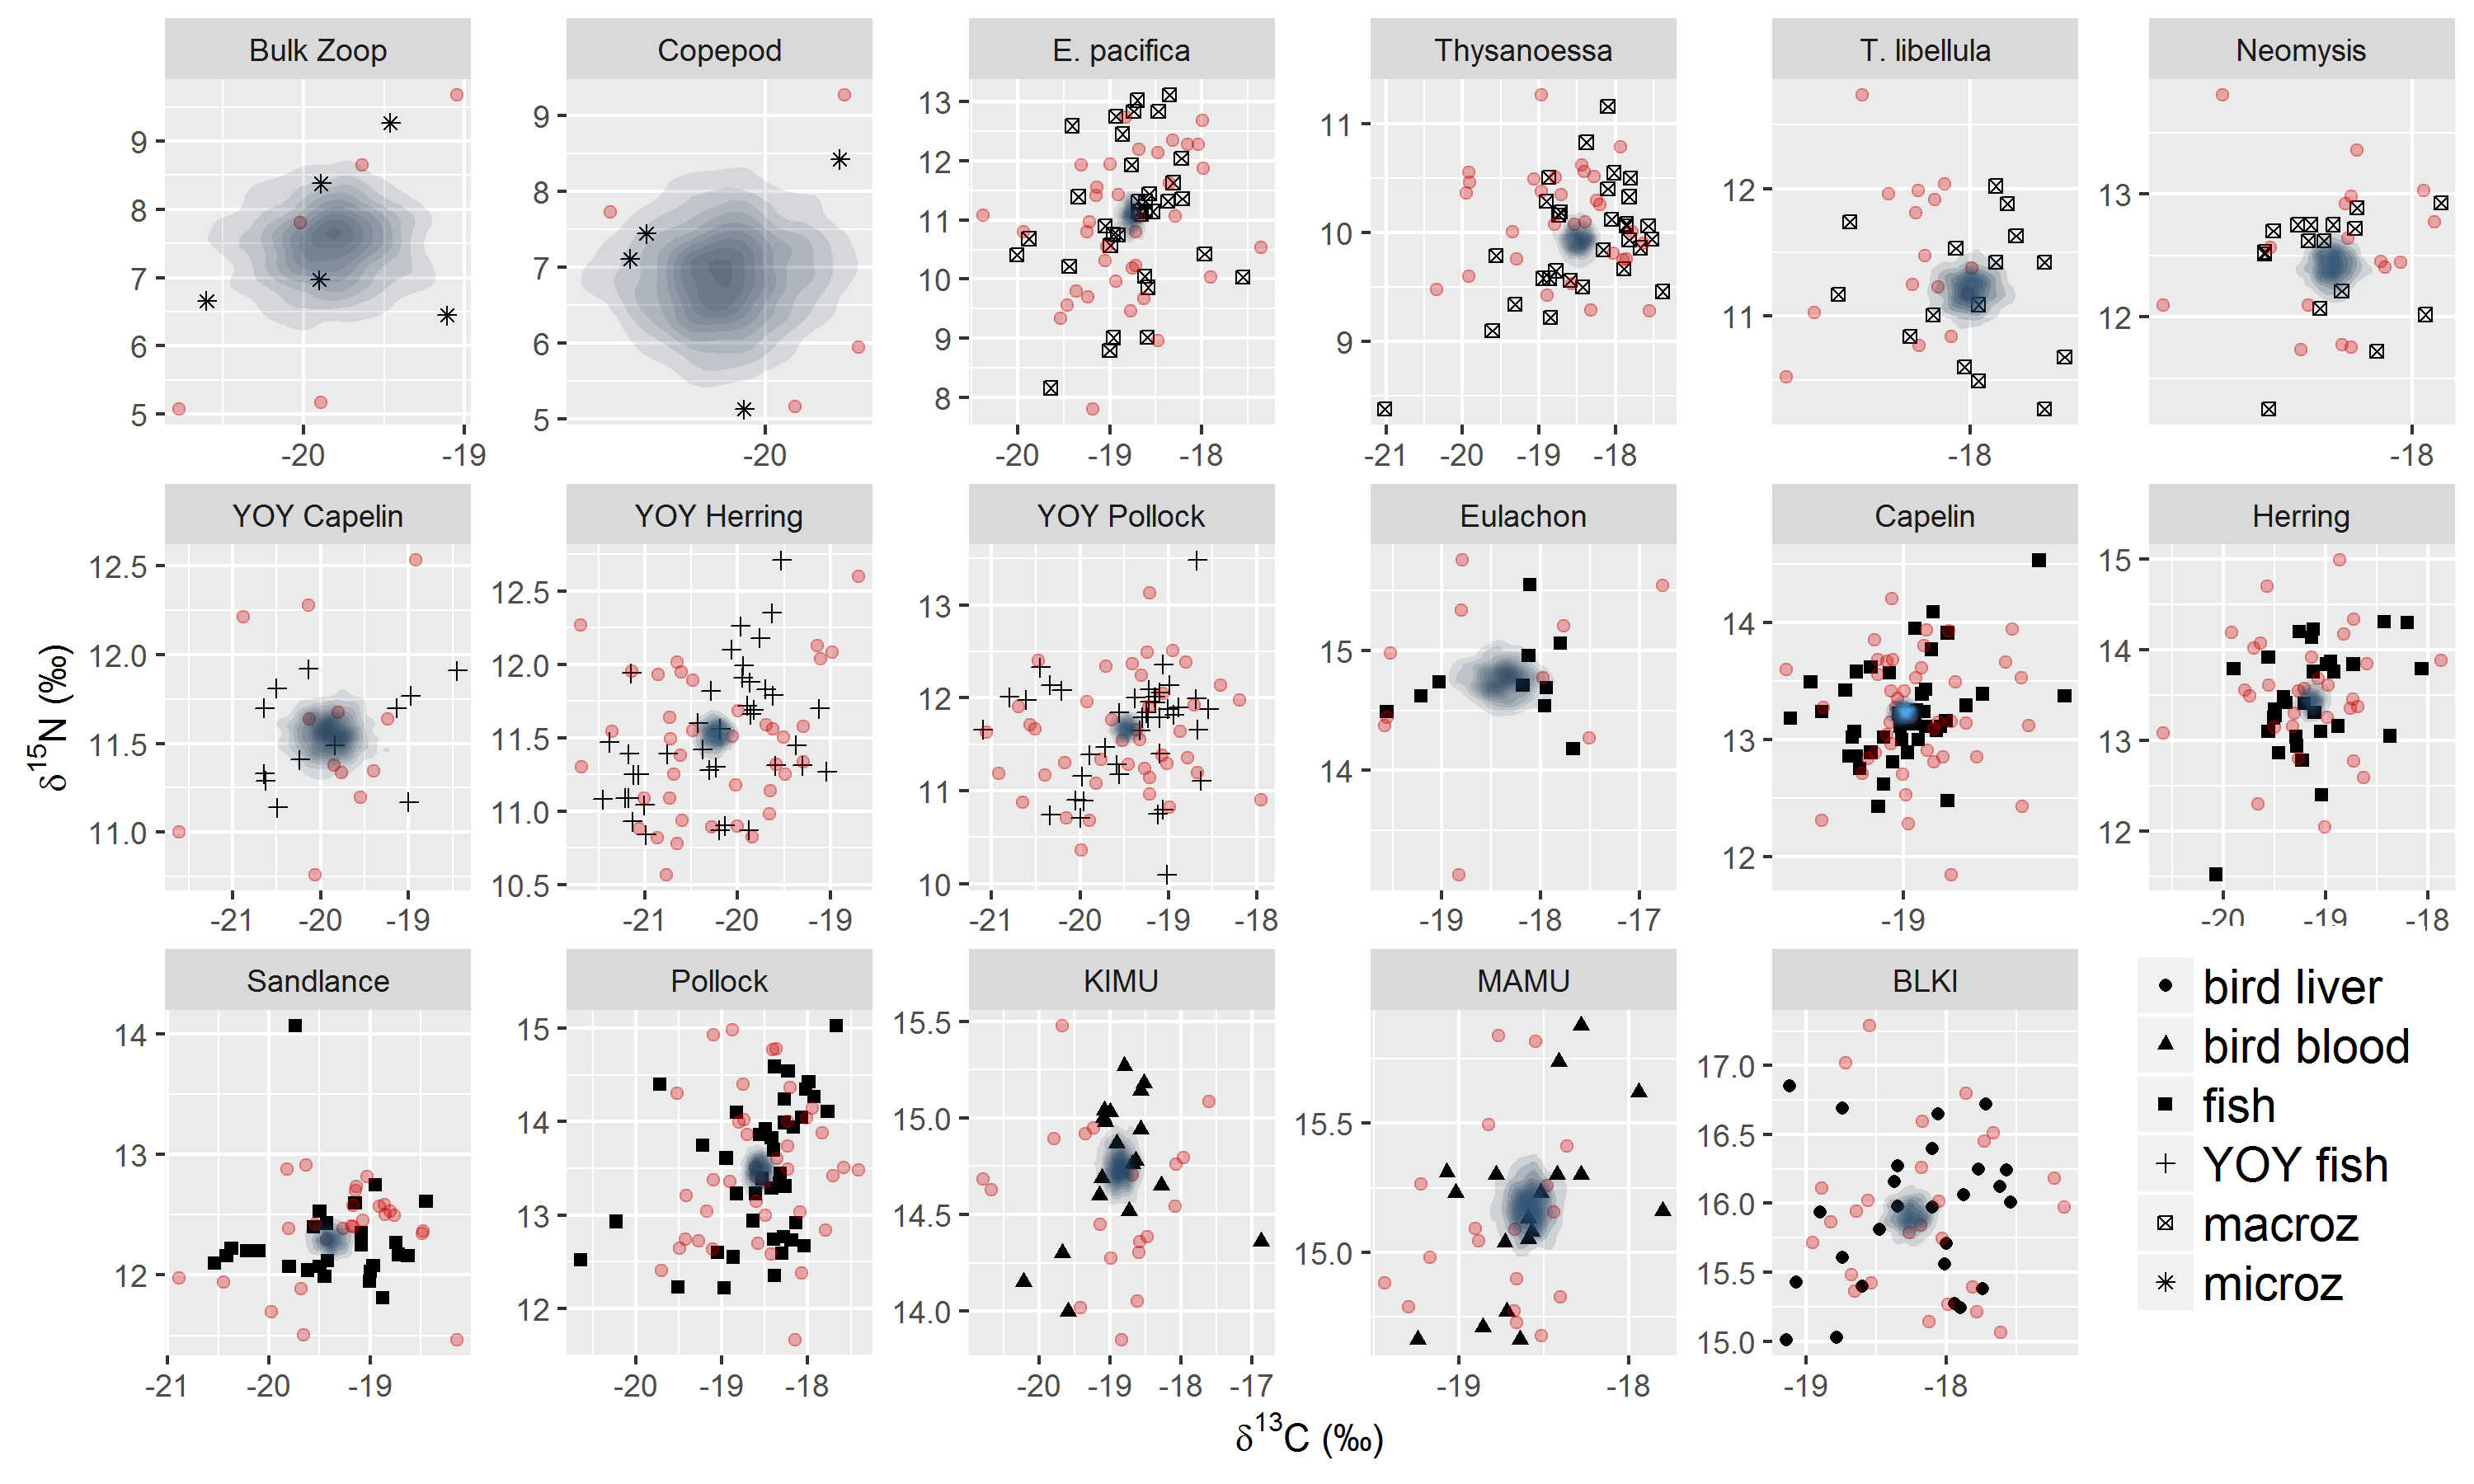 Bulk Zoop Copepod E. pacifica Thysanoessa T. libellula Neomysis
9 8 7 6 5
-20 -19
9 8 7 6 5
-20
13 12 11 10 9 8
-20 -19 -18
11 10 9
-21 -20 -19 -18
12 11
-18
13 12
-18
YOY Capelin YOY Herring YOY Pollock Eulachon Capelin Herring
12.5 12.0 11.5 11.0
-21 -20 -19
12.5 12.0 11.5 11.0 10.5
-21 -20 -19
13 12 11 10
-21 -20 -19 -18
15 14
-19 -18 -17
14 13 12
-19
15 14 13 12
-20 -19 -18
δ15N (‰)
Sandlance Pollock KIMU MAMU BLKI
14 13 12
-21 -20 -19
15 14 13 12
-20 -19 -18
15.5 15.0 14.5 14.0
-20 -19 -18 -17
15.5 15.0
-19 -18
17.0 16.5 16.0 15.5 15.0
-19 -18
bird liver
bird blood
fish
YOY fish
macroz
microz
δ13C (‰)